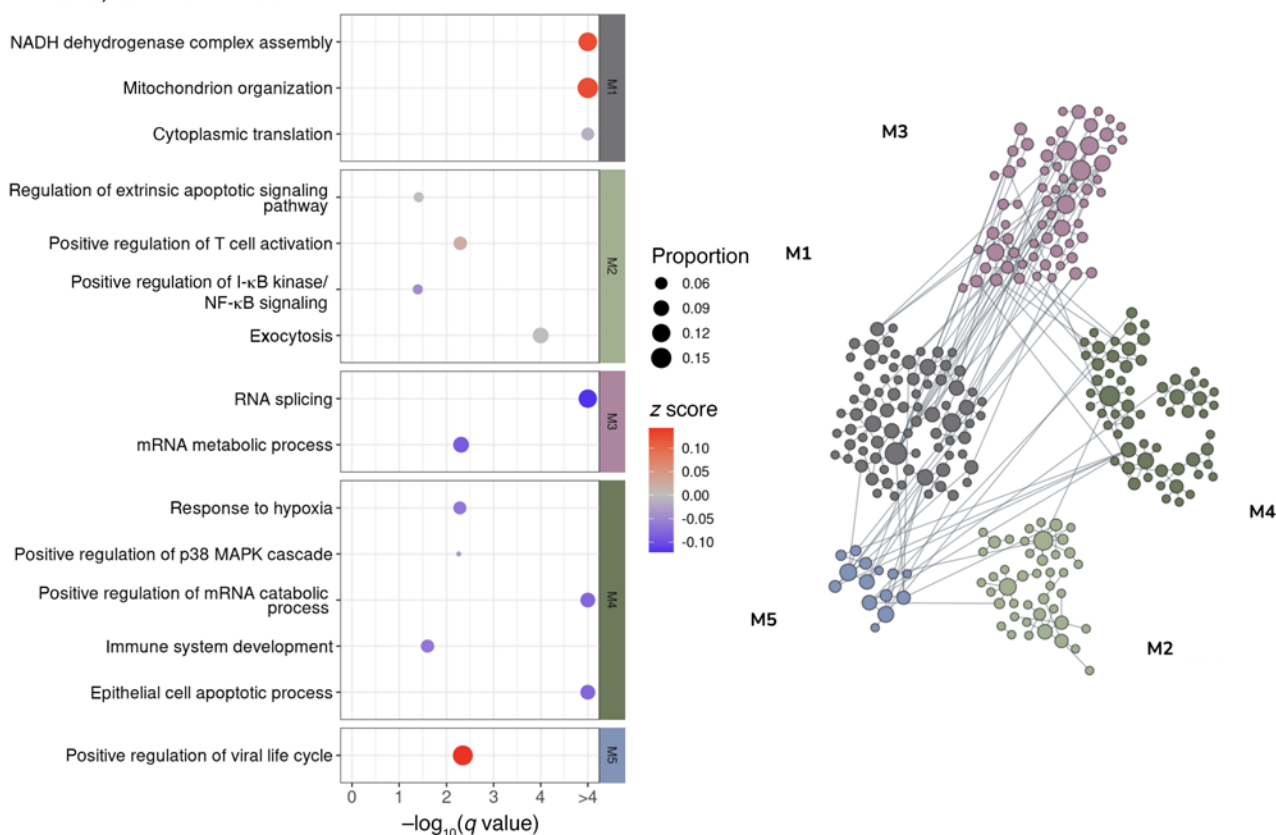 NADH dehydrogenase complex assembly
Mitochondrion organization
Cytoplasmic translation
M1
Regulation of extrinsic apoptotic signaling
pathway
Positive regulation of T cell activation
Positive regulation of I-κB kinase/
NF-κB signaling
Exocytosis
M2
RNA splicing
mRNA metabolic process
M3
Response to hypoxia
Positive regulation of p38 MAPK cascade
Positive regulation of mRNA catabolic
process
Immune system development
Epithelial cell apoptotic process
M4
Positive regulation of viral life cycle
M5
0 1 2 3 4 >4
–log10(q value)
Proportion
0.06
0.09
0.12
0.15
z score
0.10
0.05
0.00
-0.05
-0.10
M3
M1
M4
M5
M2